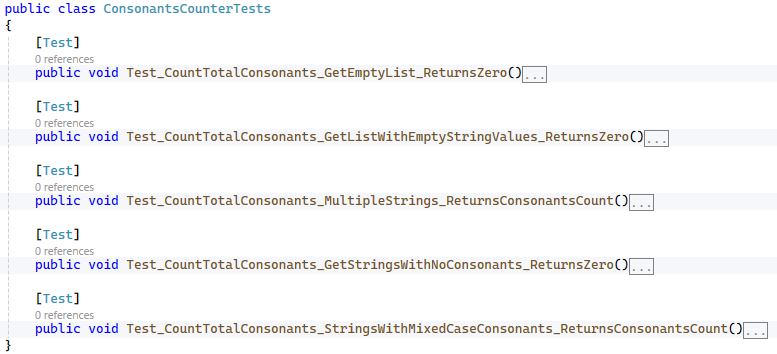 public class ConsonantsCounterTests
{
[Test]
0 references
public void Test_CountTotalConsonants_GetEmptyList_ReturnsZero()...
[Test]
0 references
public void Test_CountTotalConsonants_GetListWithEmptyStringValues_ReturnsZero()...
[Test]
0 references
public void Test_CountTotalConsonants_MultipleStrings_ReturnsConsonantsCount()...
[Test]
0 references
public void Test_CountTotalConsonants_GetStringsWithNoConsonants_ReturnsZero()...
[Test]
0 references
public void Test_CountTotalConsonants_StringsWithMixedCaseConsonants_ReturnsConsonantsCount()...
}